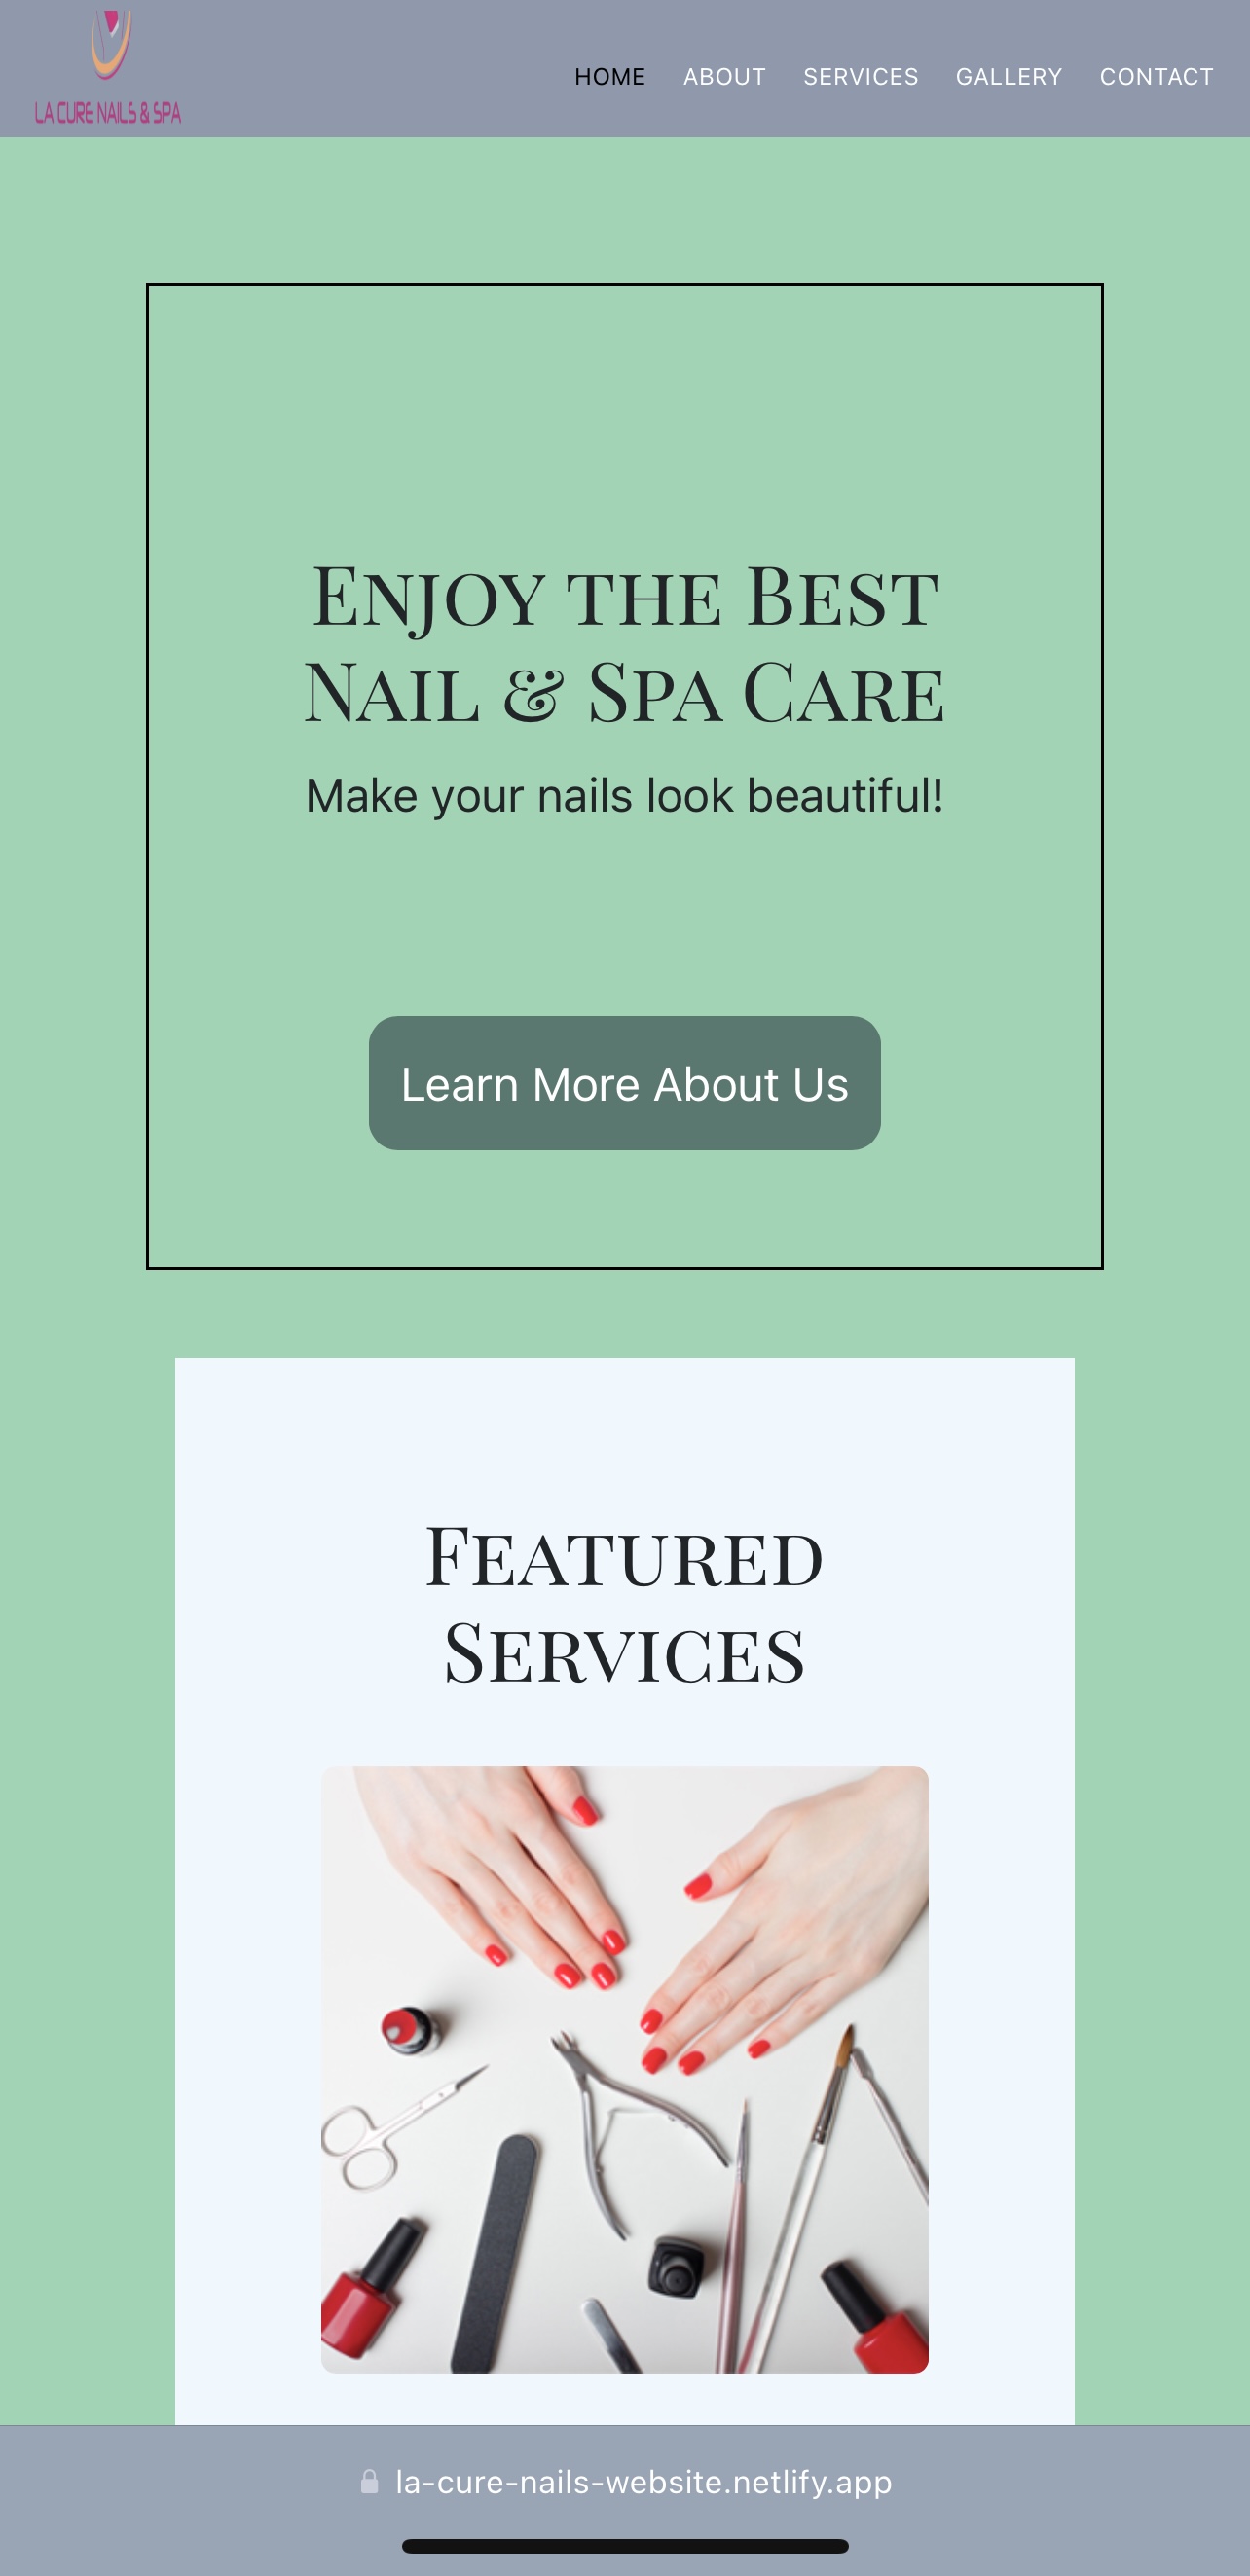 LA CURE NAILS & SPA
HOME ABOUT SERVICES GALLERY CONTACT
Enjoy the Best
Nail & Spa Care
Make your nails look beautiful!
Learn More About Us
Featured
Services
la-cure-nails-website.netlify.app